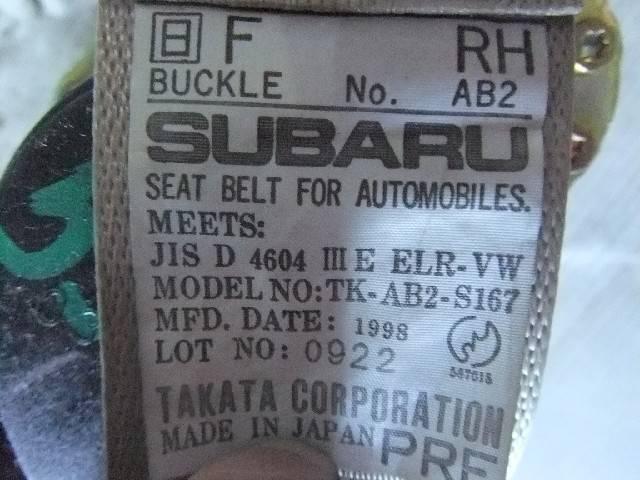 日 F RH
BUCKLE No. AB2
SUBARU
SEAT BELT FOR AUTOMOBILES.
MEETS:
JIS D 4604 III E ELR-VW
MODEL NO:TK-AB2-S167
MFD. DATE: 1998
LOT NO: 0922
TAKATA CORPORATION
MADE IN JAPAN PRE